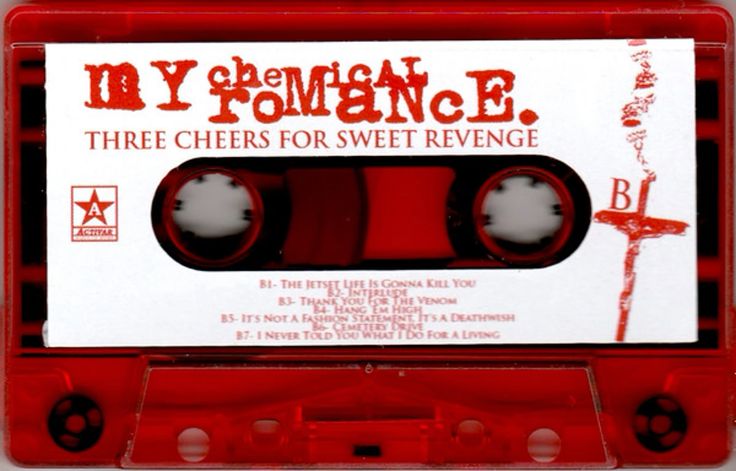 my chemical romance.
THREE CHEERS FOR SWEET REVENGE
A
ACTIVAR
B
B1- THE JETSET LIFE IS GONNA KILL YOU
B2- INTERLUDE
B3- THANK YOU FOR THE VENOM
B4- HANG 'EM HIGH
B5- IT'S NOT A FASHION STATEMENT, IT'S A DEATHWISH
B6- CEMETERY DRIVE
B7- I NEVER TOLD YOU WHAT I DO FOR A LIVING